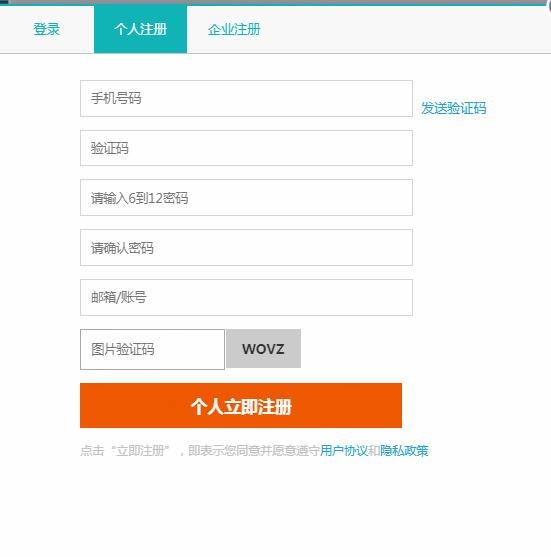 登录 个人注册 企业注册
手机号码 发送验证码
验证码
请输入6到12密码
请确认密码
邮箱/账号
图片验证码 WOVZ
个人立即注册
点击“立即注册”，即表示您同意并愿意遵守用户协议和隐私政策